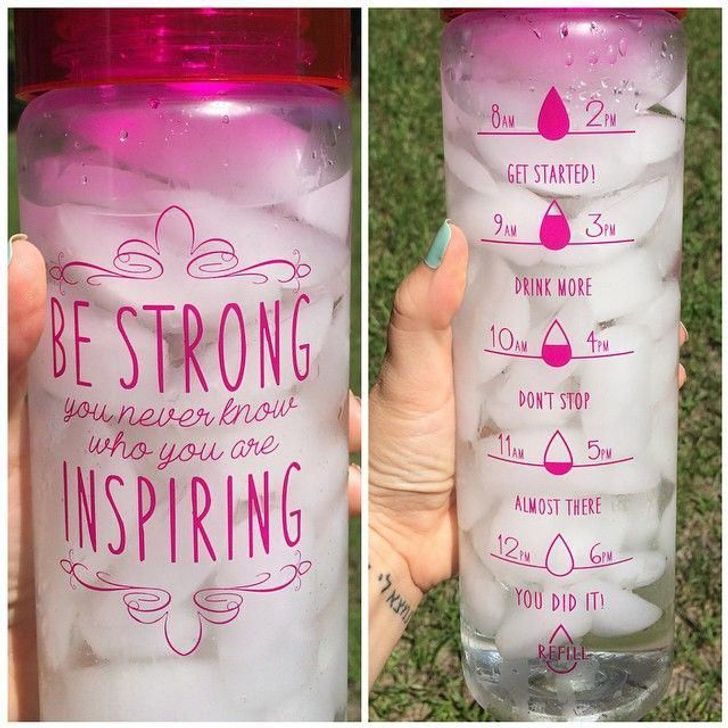 BE STRONG
you never know
who you are
INSPIRING
8AM 2PM
GET STARTED!
9AM 3PM
DRINK MORE
10AM 4PM
DON'T STOP
11AM 5PM
ALMOST THERE
12PM 6PM
YOU DID IT!
REFILL